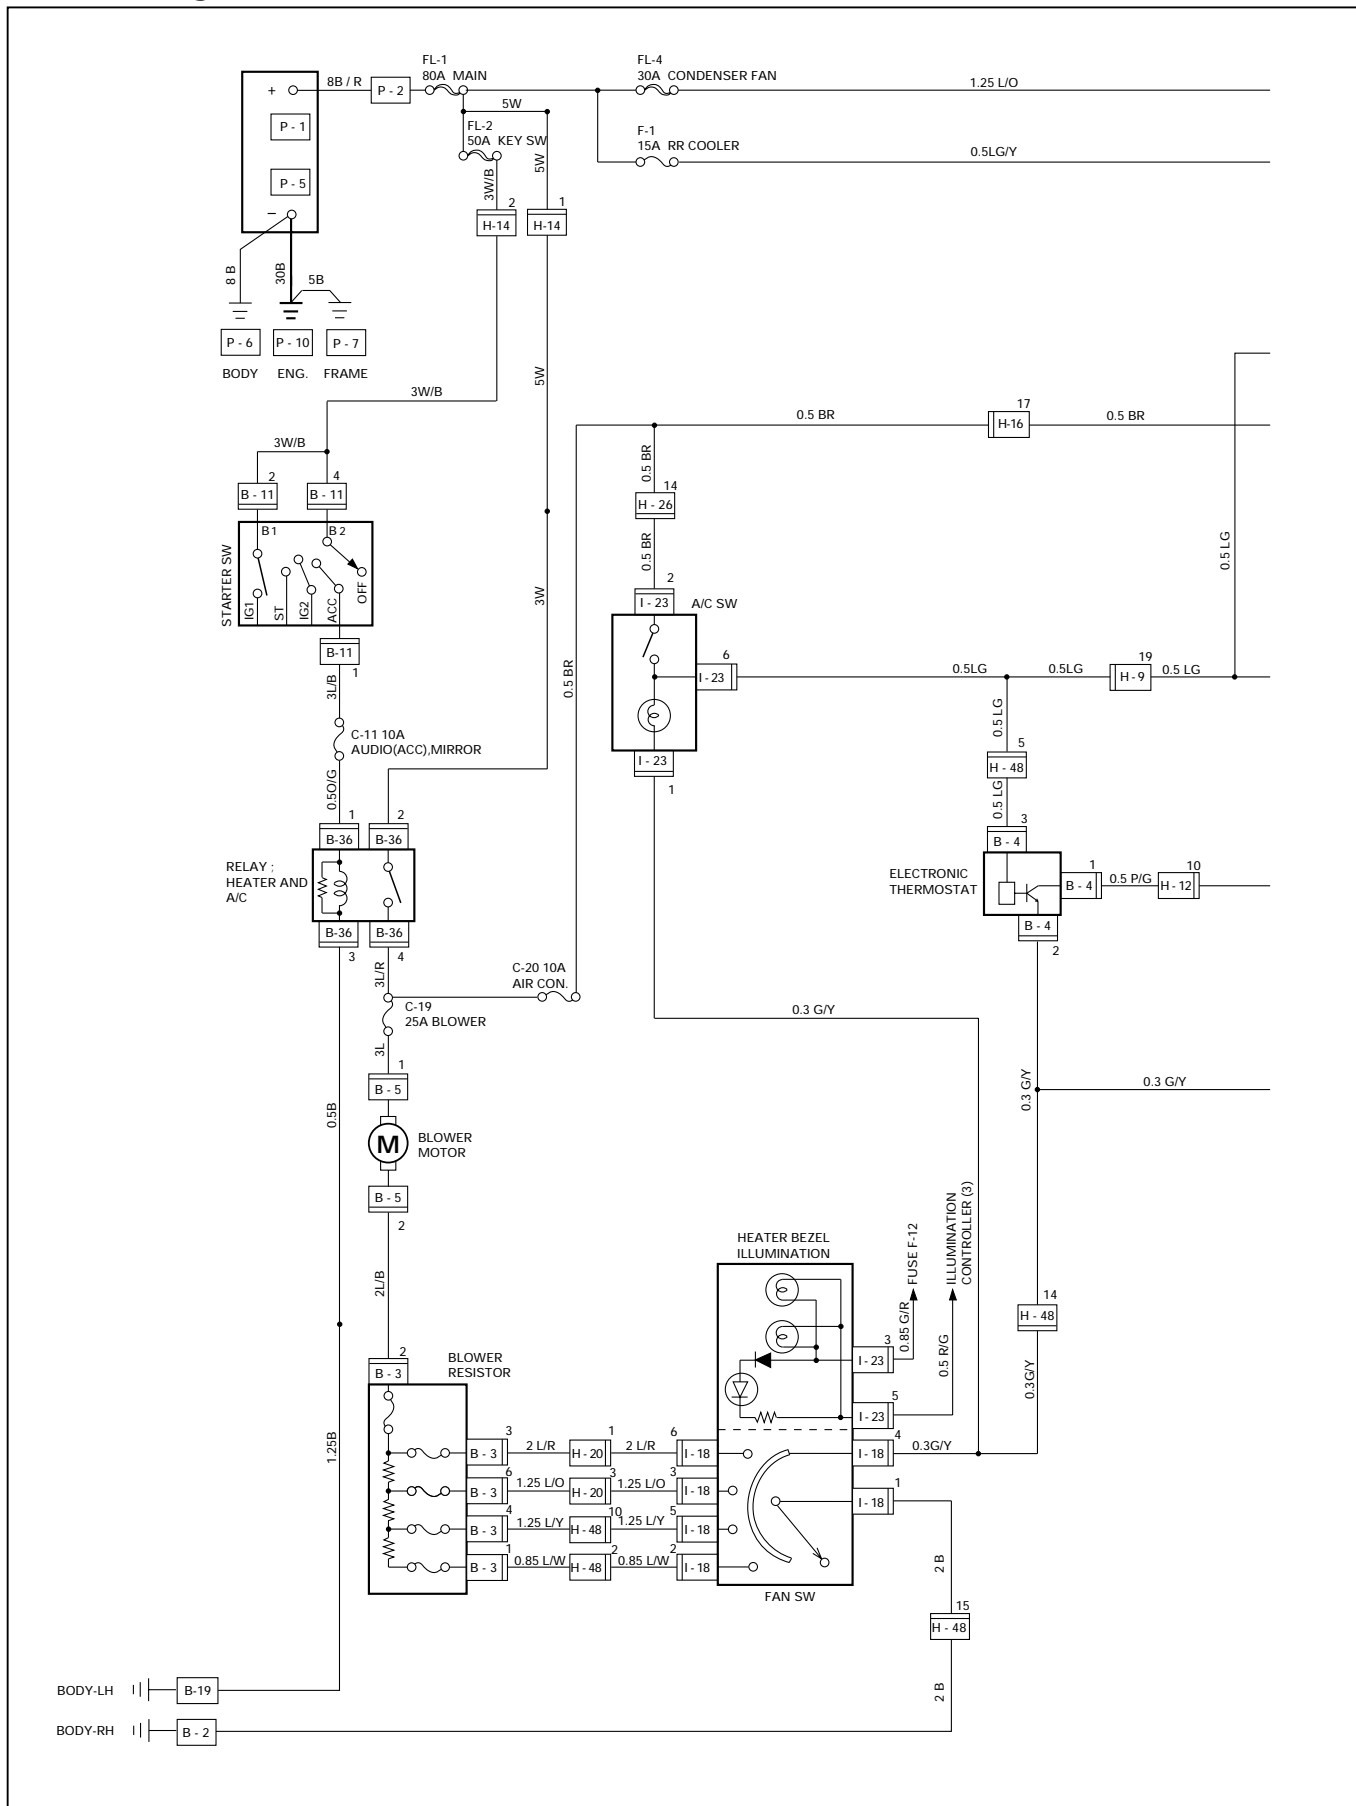 FL-1
80A MAIN
FL-4
30A CONDENSER FAN
8B / R
P - 2
1.25 L/O
+
P - 1
5W
FL-2
50A KEY SW
F-1
15A RR COOLER
0.5LG/Y
P - 5
3W/B
5W
2
1
H-14
H-14
−
8 B
30B
5B
P - 6
P - 10
P - 7
BODY
ENG.
FRAME
5W
3W/B
17
0.5 BR
H-16
0.5 BR
3W/B
0.5 BR
2
4
14
B - 11
B - 11
H - 26
B1
B2
STARTER SW
IG1
ST
IG2
ACC
OFF
0.5 BR
0.5 LG
3W
2
I - 23
A/C SW
B-11
1
6
I - 23
0.5LG
0.5LG
19
H - 9
0.5 LG
3L/B
0.5 BR
0.5 LG
C-11 10A
AUDIO(ACC),MIRROR
5
H - 48
I - 23
1
0.5O/G
0.5 LG
1
2
3
B-36
B-36
B - 4
RELAY ;
HEATER AND
A/C
ELECTRONIC
THERMOSTAT
1
B - 4
0.5 P/G
10
H - 12
B-36
B-36
B - 4
3
4
2
3L/R
C-20 10A
AIR CON.
C-19
25A BLOWER
0.3 G/Y
3L
1
B - 5
0.3 G/Y
0.3 G/Y
0.5B
M
BLOWER
MOTOR
B - 5
2
HEATER BEZEL
ILLUMINATION
FUSE F-12
ILLUMINATION
CONTROLLER (3)
2L/B
14
H - 48
0.85 G/R
0.5 R/G
2
B - 3
BLOWER
RESISTOR
3
I - 23
0.3G/Y
5
I - 23
1.25B
3
B - 3
2 L/R
1
H - 20
2 L/R
6
I - 18
4
I - 18
0.3G/Y
6
B - 3
1.25 L/O
3
H - 20
1.25 L/O
3
I - 18
1
I - 18
4
B - 3
1.25 L/Y
10
H - 48
1.25 L/Y
5
I - 18
1
B - 3
0.85 L/W
2
H - 48
0.85 L/W
2
I - 18
2 B
FAN SW
15
H - 48
BODY-LH
B-19
2 B
BODY-RH
B - 2